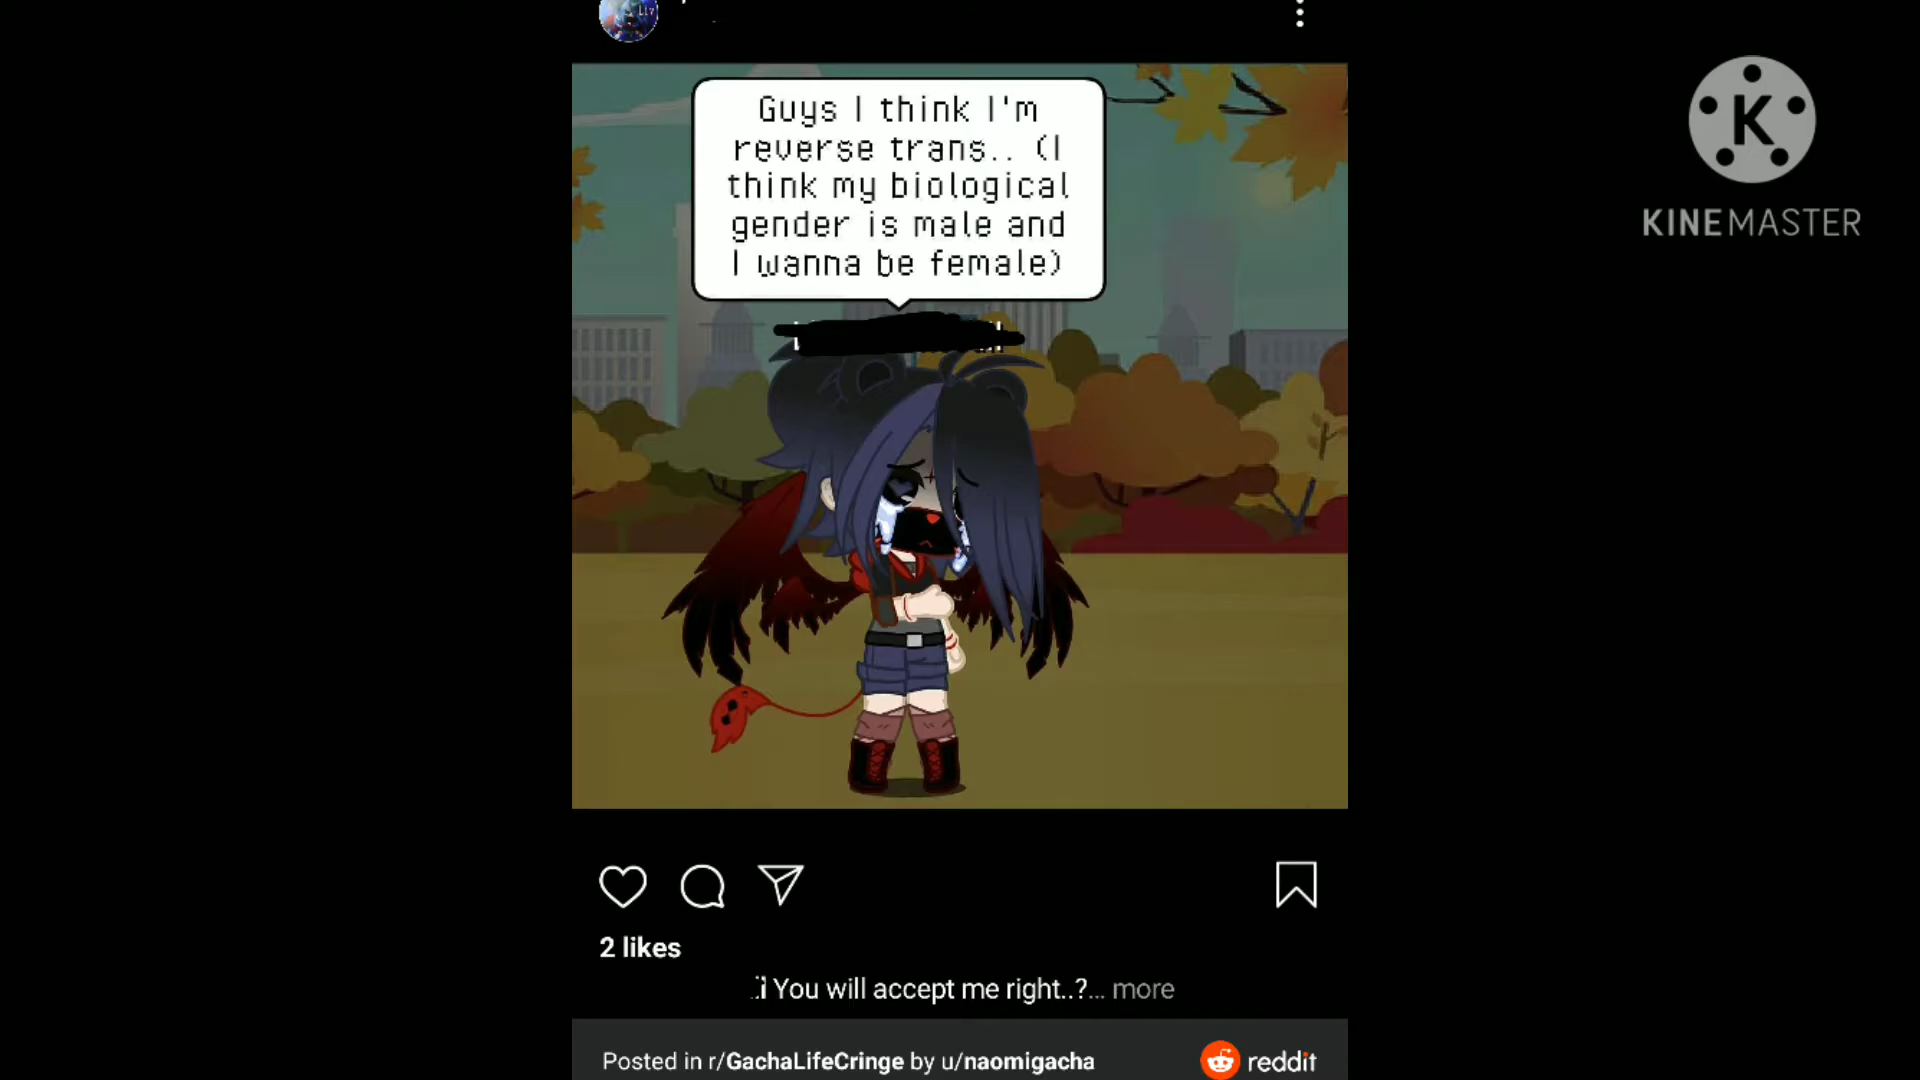 Guys I think I'm
reverse trans.. (I
think my biological
gender is male and
I wanna be female)
KINEMASTER
2 likes
You will accept me right..?... more
Posted in r/GachaLifeCringe by u/naomigacha
reddit